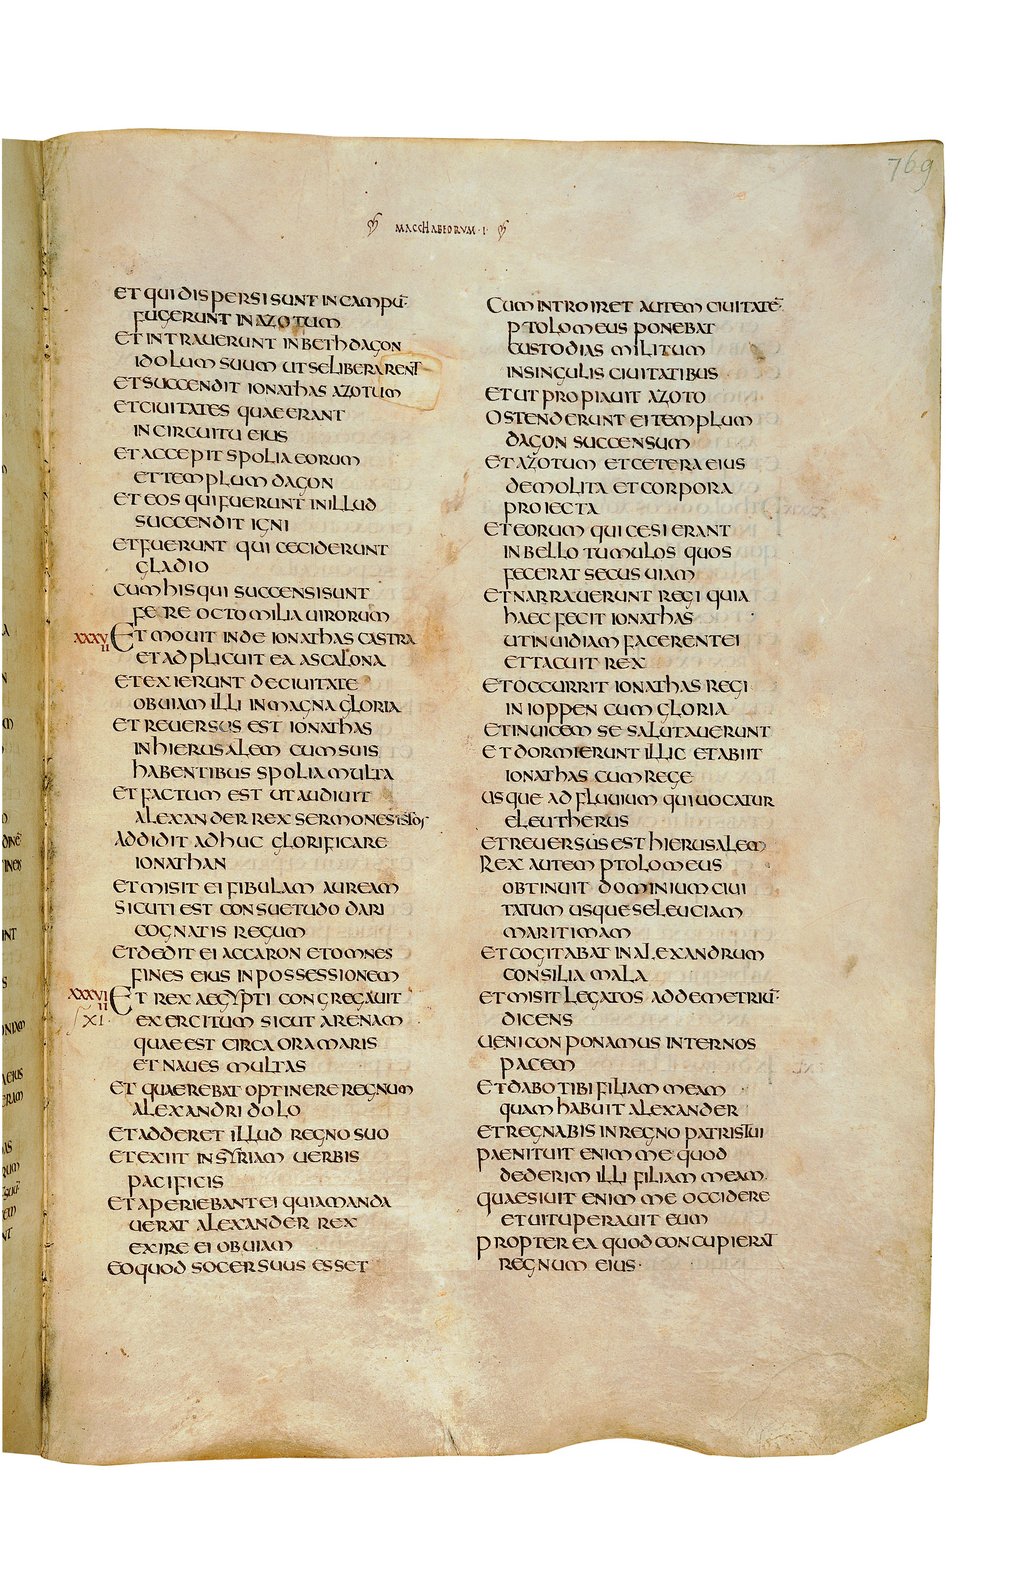 769
MACCHABEORVM · I ·
ET QUI DISPERSI SUNT IN CAMPŪ
FUGERUNT IN AZOTUM
ET INTRAUERUNT IN BETHDAGON
IDOLUM SUUM UT SE LIBERARENT
ET SUCCENDIT IONATHAS AZOTUM
ET CIUITATES QUAE ERANT
IN CIRCUITU EIUS
ET ACCEPIT SPOLIA EORUM
ET TEMPLUM DAGON
ET EOS QUI FUERUNT IN ILLUD
SUCCENDIT IGNI
ET FUERUNT QUI CECIDERUNT
GLADIO
CUM HIS QUI SUCCENSI SUNT
FERE OCTO MILIA UIRORUM
XXXVII ET MOUIT INDE IONATHAS CASTRA
ET ADPLICUIT EA ASCALONA
ET EXIERUNT DE CIUITATE
OBUIAM ILLI IN MAGNA GLORIA
ET REUERSUS EST IONATHAS
IN HIERUSALEM CUM SUIS
HABENTIBUS SPOLIA MULTA
ET FACTUM EST UT AUDIUIT
ALEXANDER REX SERMONES ISTOS
ADDIDIT ADHUC GLORIFICARE
IONATHAN
ET MISIT EI FIBULAM AUREAM
SICUTI EST CONSUETUDO DARI
COGNATIS REGUM
ET DEDIT EI ACCARON ET OMNES
FINES EIUS IN POSSESSIONEM
XXXVIII ET REX AEGYPTI CONGREGAUIT
XI · EXERCITUM SICUT ARENAM
QUAE EST CIRCA ORA MARIS
ET NAUES MULTAS
ET QUAEREBAT OPTINERE REGNUM
ALEXANDRI DOLO
ET ADDERET ILLUD REGNO SUO
ET EXIIT IN SYRIAM UERBIS
PACIFICIS
ET APERIEBANT EI QUIA MANDA
UERAT ALEXANDER REX
EXIRE EI OBUIAM
EO QUOD SOCER SUUS ESSET
CUM INTROIRET AUTEM CIUITATĒ
PTOLOMEUS PONEBAT
CUSTODIAS MILITUM
IN SINGULIS CIUITATIBUS
ET UT PROPIAUIT AZOTO
OSTENDERUNT EI TEMPLUM
DAGON SUCCENSUM
ET AZOTUM ET CETERA EIUS
DEMOLITA ET CORPORA
PROIECTA
ET EORUM QUI CESI ERANT
IN BELLO TUMULOS QUOS
FECERAT SECUS UIAM
ET NARRAUERUNT REGI QUIA
HAEC FECIT IONATHAS
UT INUIDIAM FACERENT EI
ET TACUIT REX
ET OCCURRIT IONATHAS REGI
IN IOPPEN CUM GLORIA
ET INUICEM SE SALUTAUERUNT
ET DORMIERUNT ILLIC ET ABIIT
IONATHAS CUM REGE
USQUE AD FLUUIUM QUI UOCATUR
ELEUTHERUS
ET REUERSUS EST HIERUSALEM
REX AUTEM PTOLOMEUS
OBTINUIT DOMINIUM CIUI
TATUM USQUE SELEUCIAM
MARITIMAM
ET COGITABAT IN ALEXANDRUM
CONSILIA MALA
ET MISIT LEGATOS AD DEMETRIŪ
DICENS
UENI CONPONAMUS INTER NOS
PACEM
ET DABO TIBI FILIAM MEAM
QUAM HABUIT ALEXANDER
ET REGNABIS IN REGNO PATRIS TUI
PAENITUIT ENIM ME QUOD
DEDERIM ILLI FILIAM MEAM
QUAESIUIT ENIM ME OCCIDERE
ET UITUPERAUIT EUM
PROPTEREA QUOD CONCUPIERAT
REGNUM EIUS ·